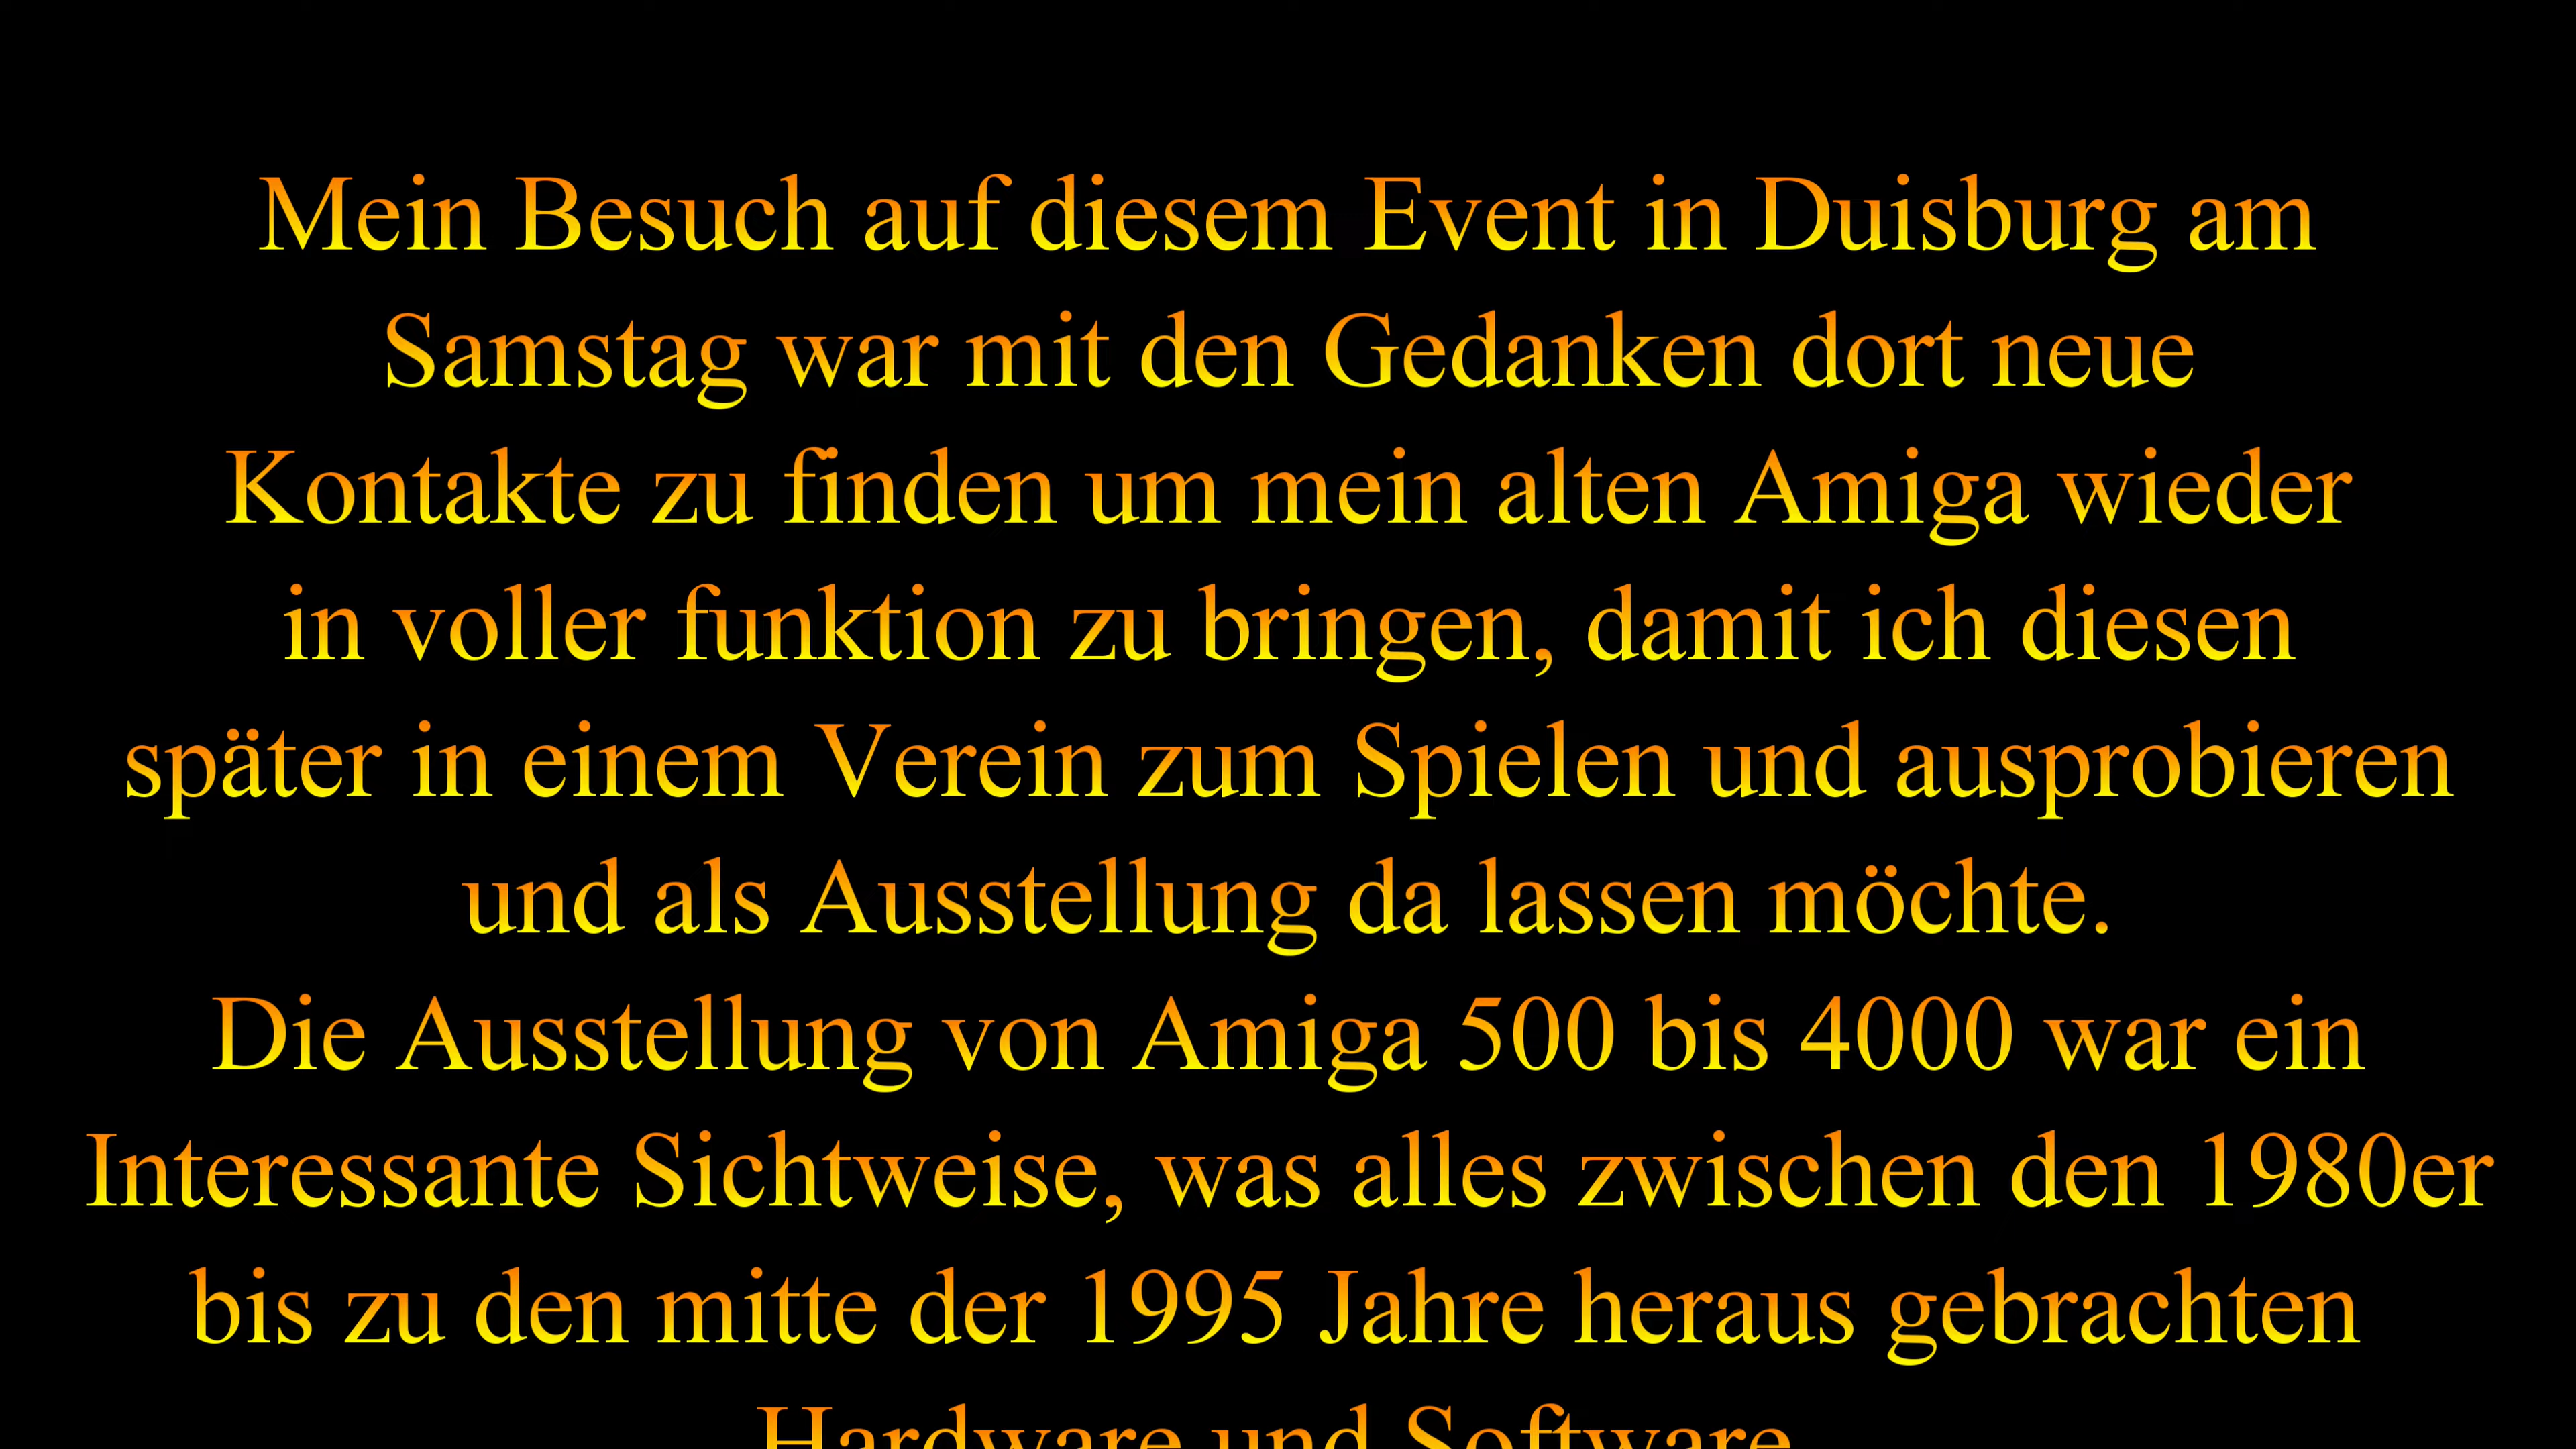 Mein Besuch auf diesem Event in Duisburg am
Samstag war mit den Gedanken dort neue
Kontakte zu finden um mein alten Amiga wieder
in voller funktion zu bringen, damit ich diesen
später in einem Verein zum Spielen und ausprobieren
und als Ausstellung da lassen möchte.
Die Ausstellung von Amiga 500 bis 4000 war ein
Interessante Sichtweise, was alles zwischen den 1980er
bis zu den mitte der 1995 Jahre heraus gebrachten
Hardware und Software